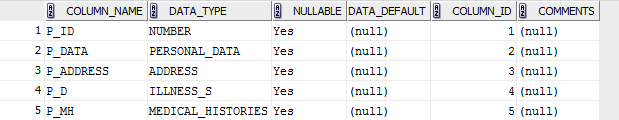 COLUMN_NAME DATA_TYPE NULLABLE DATA_DEFAULT COLUMN_ID COMMENTS
1 P_ID NUMBER Yes (null) 1 (null)
2 P_DATA PERSONAL_DATA Yes (null) 2 (null)
3 P_ADDRESS ADDRESS Yes (null) 3 (null)
4 P_D ILLNESS_S Yes (null) 4 (null)
5 P_MH MEDICAL_HISTORIES Yes (null) 5 (null)